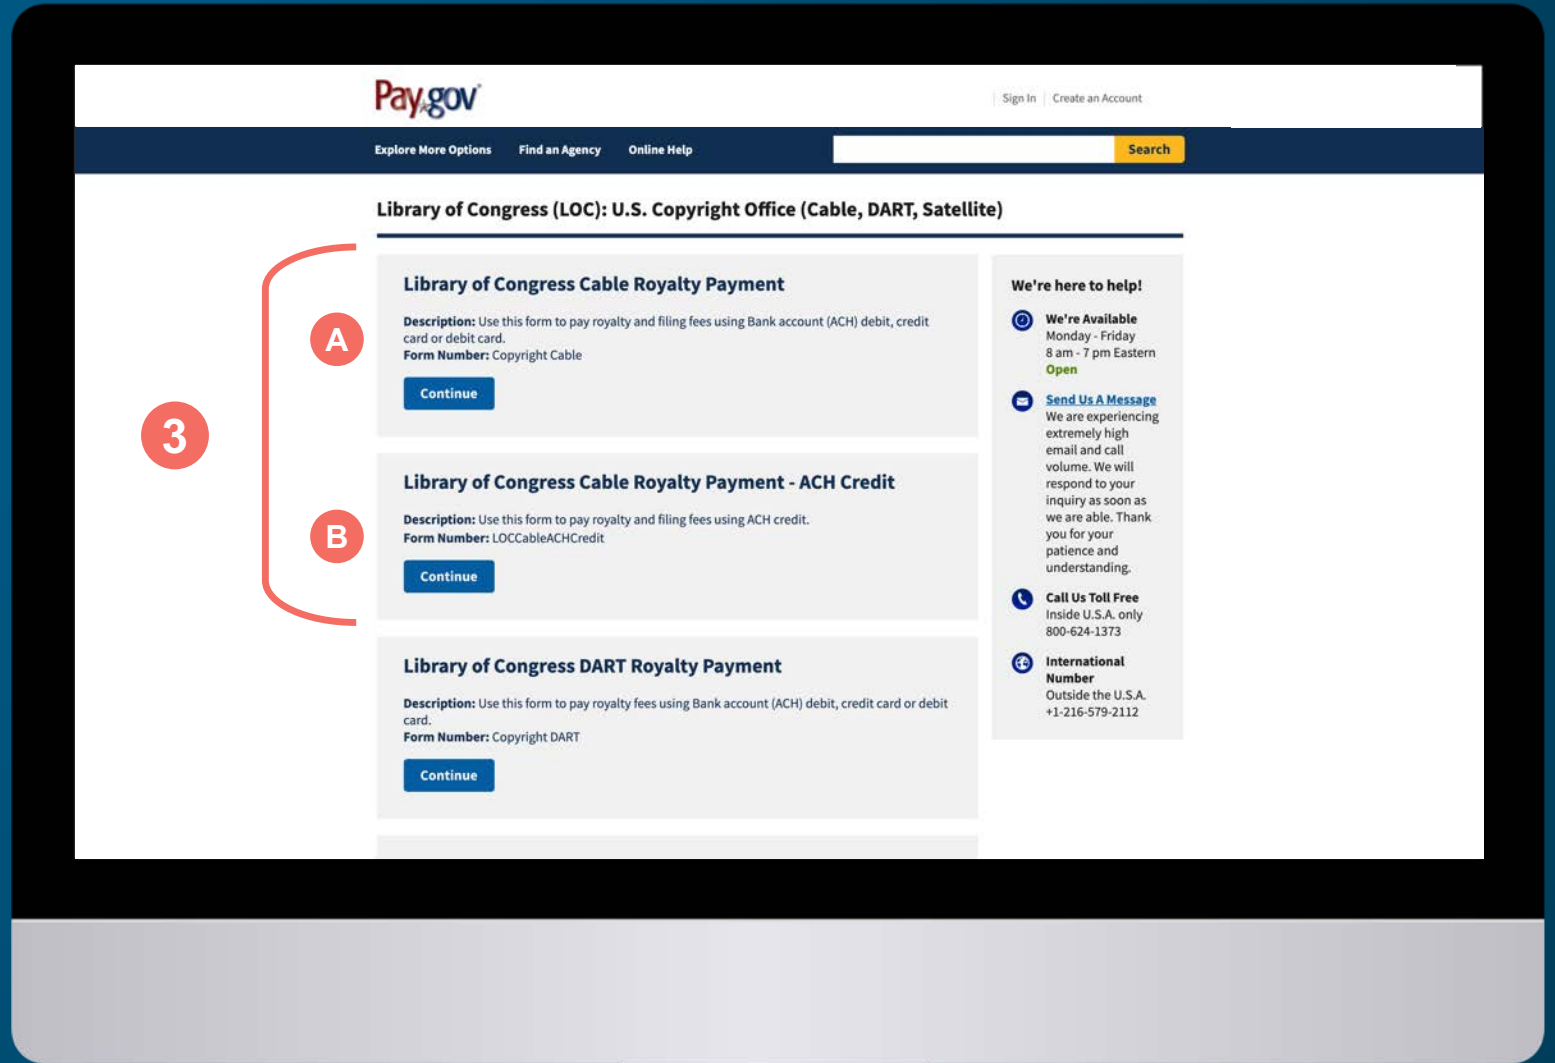 Pay.gov
Sign In
Create an Account
Explore More Options
Find an Agency
Online Help
Search
Library of Congress (LOC): U.S. Copyright Office (Cable, DART, Satellite)
3
A
Library of Congress Cable Royalty Payment
Description: Use this form to pay royalty and filing fees using Bank account (ACH) debit, credit
card or debit card.
Form Number: Copyright Cable
Continue
B
Library of Congress Cable Royalty Payment - ACH Credit
Description: Use this form to pay royalty and filing fees using ACH credit.
Form Number: LOCCableACHCredit
Continue
Library of Congress DART Royalty Payment
Description: Use this form to pay royalty fees using Bank account (ACH) debit, credit card or debit
card.
Form Number: Copyright DART
Continue
We're here to help!
We're Available
Monday - Friday
8 am - 7 pm Eastern
Open
Send Us A Message
We are experiencing
extremely high
email and call
volume. We will
respond to your
inquiry as soon as
we are able. Thank
you for your
patience and
understanding.
Call Us Toll Free
Inside U.S.A. only
800-624-1373
International
Number
Outside the U.S.A.
+1-216-579-2112